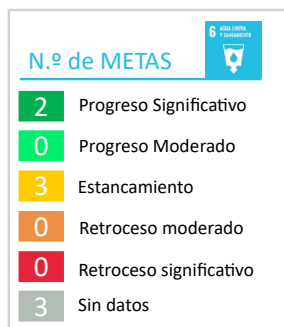 6 AGUA LIMPIA
Y SANEAMIENTO
N.º de METAS
2 Progreso Significativo
0 Progreso Moderado
3 Estancamiento
0 Retroceso moderado
0 Retroceso significativo
3 Sin datos